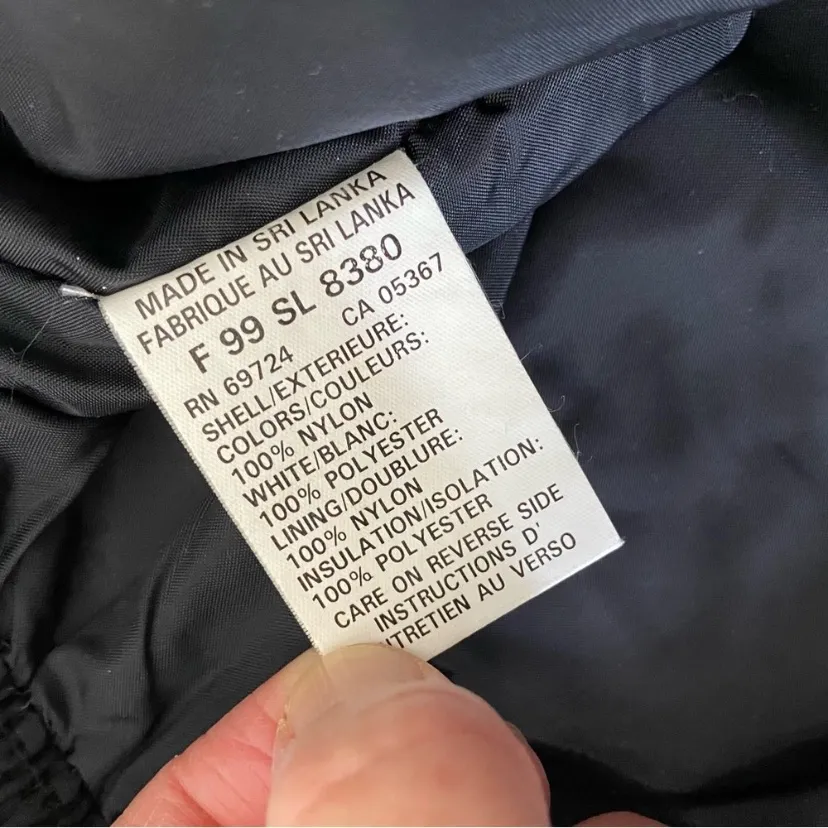 MADE IN SRI LANKA
FABRIQUE AU SRI LANKA
F 99 SL 8380
RN 69724 CA 05367
SHELL/EXTERIEURE:
COLORS/COULEURS:
100% NYLON
WHITE/BLANC:
100% POLYESTER
LINING/DOUBLURE:
100% NYLON
INSULATION/ISOLATION:
100% POLYESTER
CARE ON REVERSE SIDE
INSTRUCTIONS D'
NTRETIEN AU VERSO